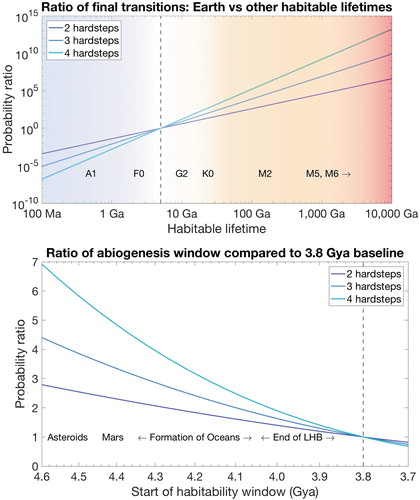 Ratio of final transitions: Earth vs other habitable lifetimes
10^15
10^10
10^5
10^0
10^-5
10^-10
Probability ratio
2 hardsteps
3 hardsteps
4 hardsteps
A1 F0 G2 K0 M2 M5, M6 →
100 Ma 1 Ga 10 Ga 100 Ga 1,000 Ga 10,000 Ga
Habitable lifetime
Ratio of abiogenesis window compared to 3.8 Gya baseline
7
6
5
4
3
2
1
0
Probability ratio
2 hardsteps
3 hardsteps
4 hardsteps
Asteroids Mars ← Formation of Oceans → ← End of LHB →
4.6 4.5 4.4 4.3 4.2 4.1 4 3.9 3.8 3.7
Start of habitability window (Gya)